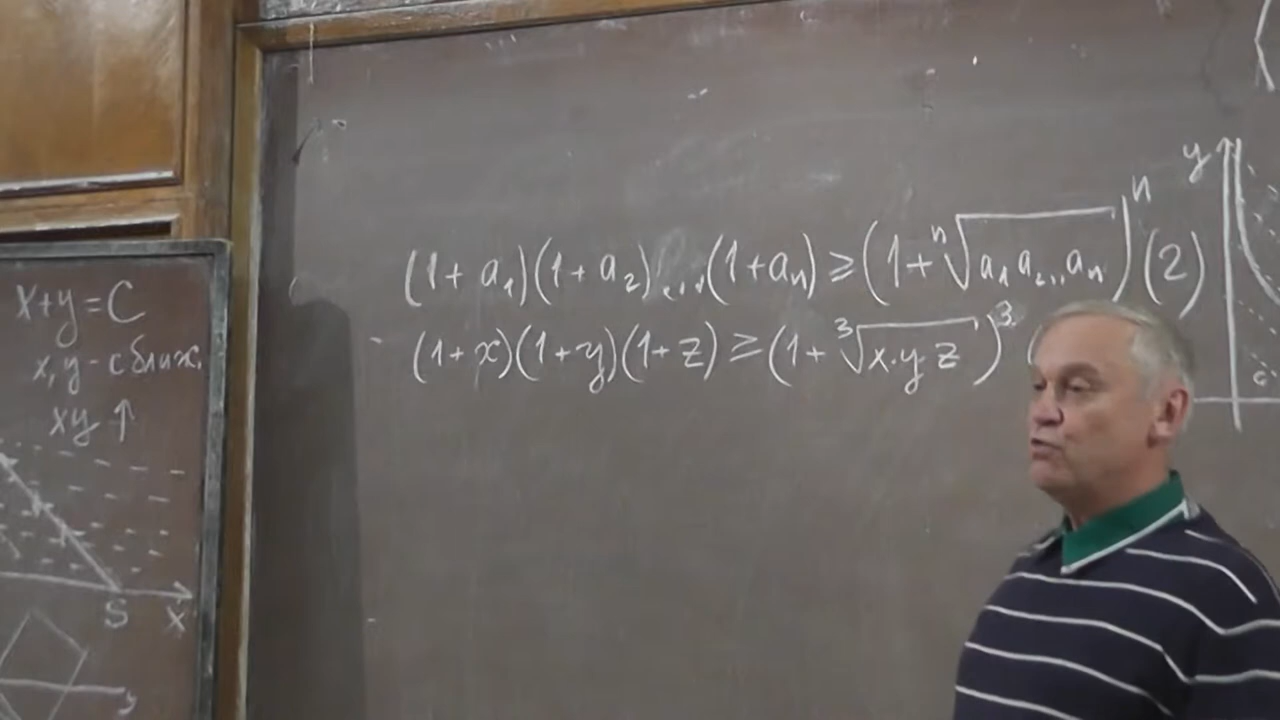 x+y=C
x,y - сближ.
xy ↑
S
x
(1+a₁)(1+a₂)...(1+aₙ) ≥ (1+ⁿ√(a₁a₂...aₙ))ⁿ (2)
(1+x)(1+y)(1+z) ≥ (1+³√(x·y·z))³ (
y